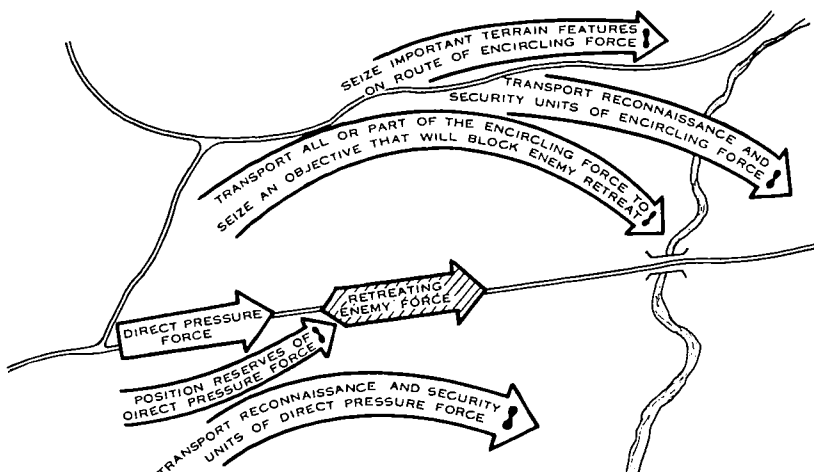 SEIZE IMPORTANT TERRAIN FEATURES
ON ROUTE OF ENCIRCLING FORCE
TRANSPORT RECONNAISSANCE AND
SECURITY UNITS OF ENCIRCLING FORCE
TRANSPORT ALL OR PART OF THE ENCIRCLING FORCE TO
SEIZE AN OBJECTIVE THAT WILL BLOCK ENEMY RETREAT
RETREATING
ENEMY FORCE
DIRECT PRESSURE
FORCE
POSITION RESERVES OF
DIRECT PRESSURE FORCE
TRANSPORT RECONNAISSANCE AND SECURITY
UNITS OF DIRECT PRESSURE FORCE